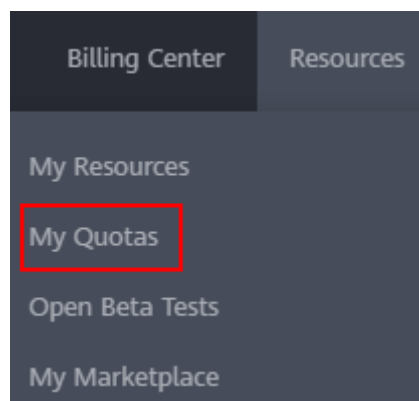 Billing Center Resources
My Resources
My Quotas
Open Beta Tests
My Marketplace